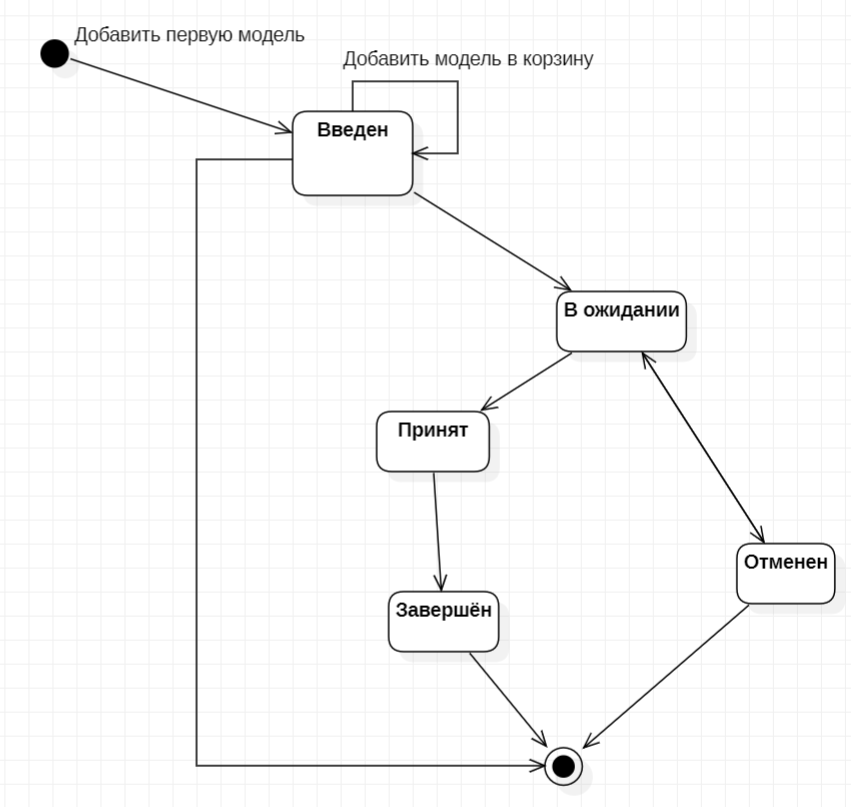 Добавить первую модель
Добавить модель в корзину
Введен
В ожидании
Принят
Отменен
Завершён